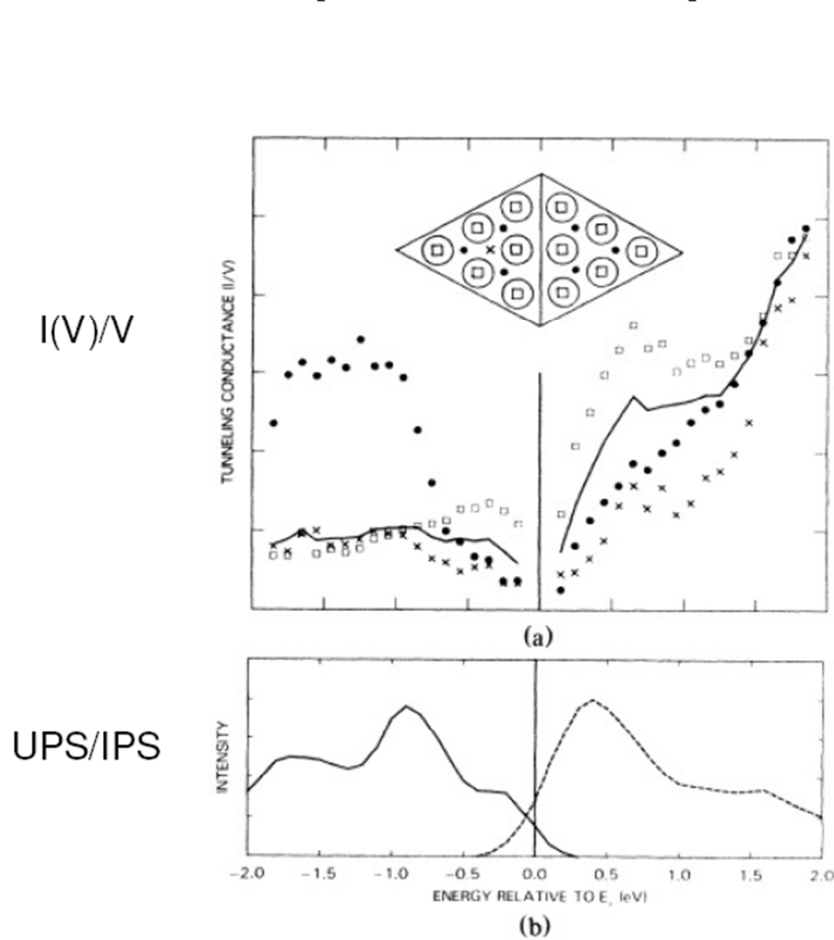 I(V)/V
TUNNELING CONDUCTANCE (I/V)
(a)
UPS/IPS
INTENSITY
-2.0 -1.5 -1.0 -0.5 0.0 0.5 1.0 1.5 2.0
ENERGY RELATIVE TO E, (eV)
(b)